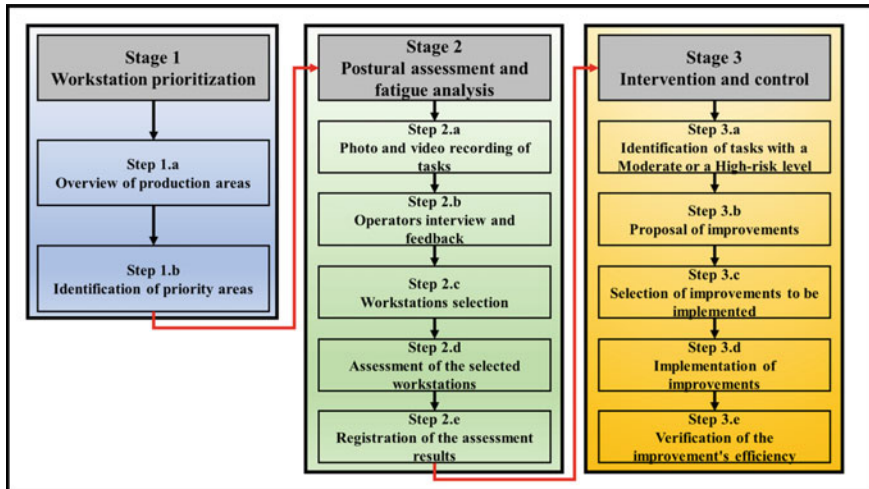 Stage 1
Workstation prioritization
Step 1.a
Overview of production areas
Step 1.b
Identification of priority areas
Stage 2
Postural assessment and
fatigue analysis
Step 2.a
Photo and video recording of
tasks
Step 2.b
Operators interview and
feedback
Step 2.c
Workstations selection
Step 2.d
Assessment of the selected
workstations
Step 2.e
Registration of the assessment
results
Stage 3
Intervention and control
Step 3.a
Identification of tasks with a
Moderate or a High-risk level
Step 3.b
Proposal of improvements
Step 3.c
Selection of improvements to be
implemented
Step 3.d
Implementation of
improvements
Step 3.e
Verification of the
improvement's efficiency